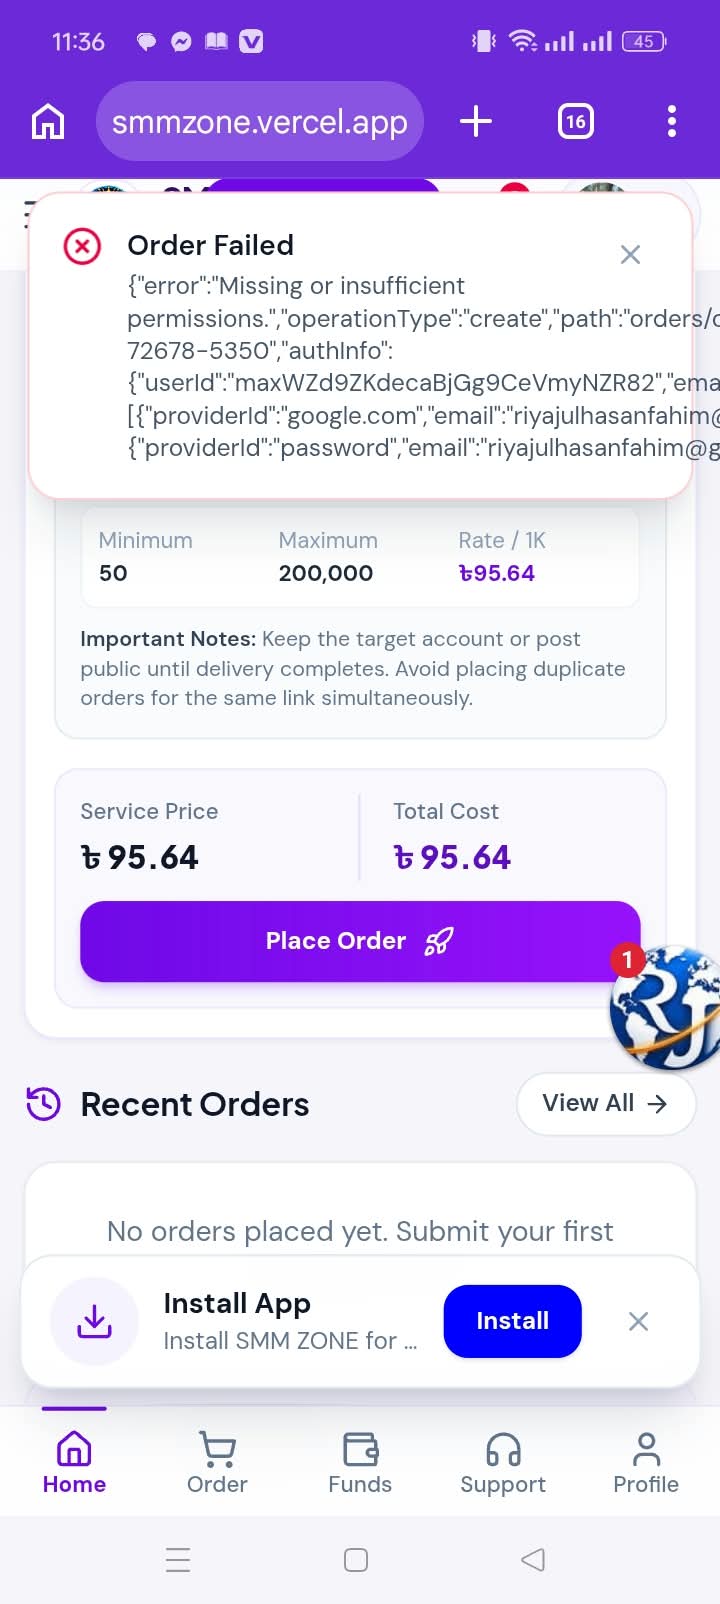 11:36
45
smmzone.vercel.app
16
Order Failed
{"error":"Missing or insufficient
permissions.","operationType":"create","path":"orders/
72678-5350","authInfo":
{"userId":"maxWZd9ZKdecaBjGg9CeVmyNZR82","ema
[{"providerId":"google.com","email":"riyajulhasanfahim@
{"providerId":"password","email":"riyajulhasanfahim@g
Minimum Maximum Rate / 1K
50 200,000 ৳95.64
Important Notes: Keep the target account or post
public until delivery completes. Avoid placing duplicate
orders for the same link simultaneously.
Service Price Total Cost
৳ 95.64 ৳ 95.64
Place Order
1
RJ
Recent Orders View All →
No orders placed yet. Submit your first
Install App
Install SMM ZONE for ...
Install
Home Order Funds Support Profile